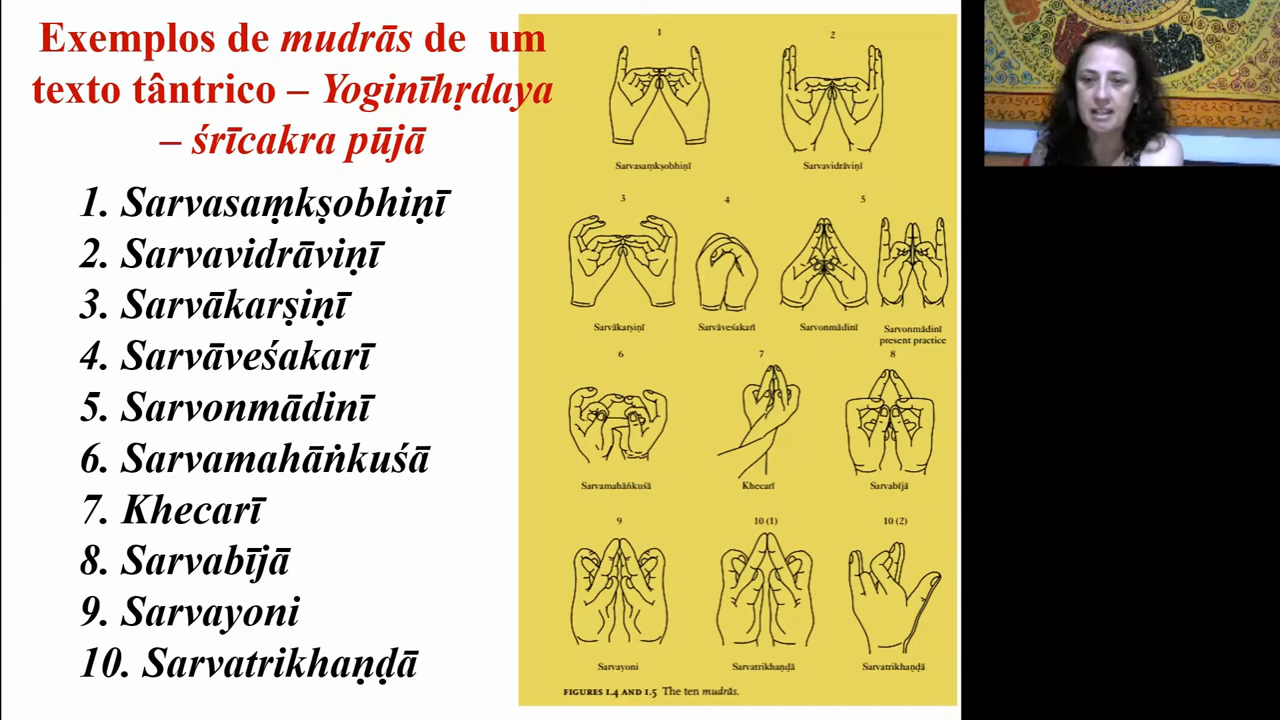 Exemplos de mudrās de um
texto tântrico – Yoginīhṛdaya
– śrīcakra pūjā
1. Sarvasaṃkṣobhiṇī
2. Sarvavidrāviṇī
3. Sarvākarṣiṇī
4. Sarvāveśakarī
5. Sarvonmādinī
6. Sarvamahāṅkuśā
7. Khecarī
8. Sarvabījā
9. Sarvayoni
10. Sarvatrikhaṇḍā
1 2
Sarvasaṃkṣobhiṇī Sarvavidrāviṇī
3 4 5
Sarvākarṣiṇī Sarvāveśakarī Sarvonmādinī Sarvonmādinī
present practice
6 7 8
Sarvamahāṅkuśā Khecarī Sarvabījā
9 10 (1) 10 (2)
Sarvayoni Sarvatrikhaṇḍā Sarvatrikhaṇḍā
FIGURES 1.4 AND 1.5 The ten mudrās.